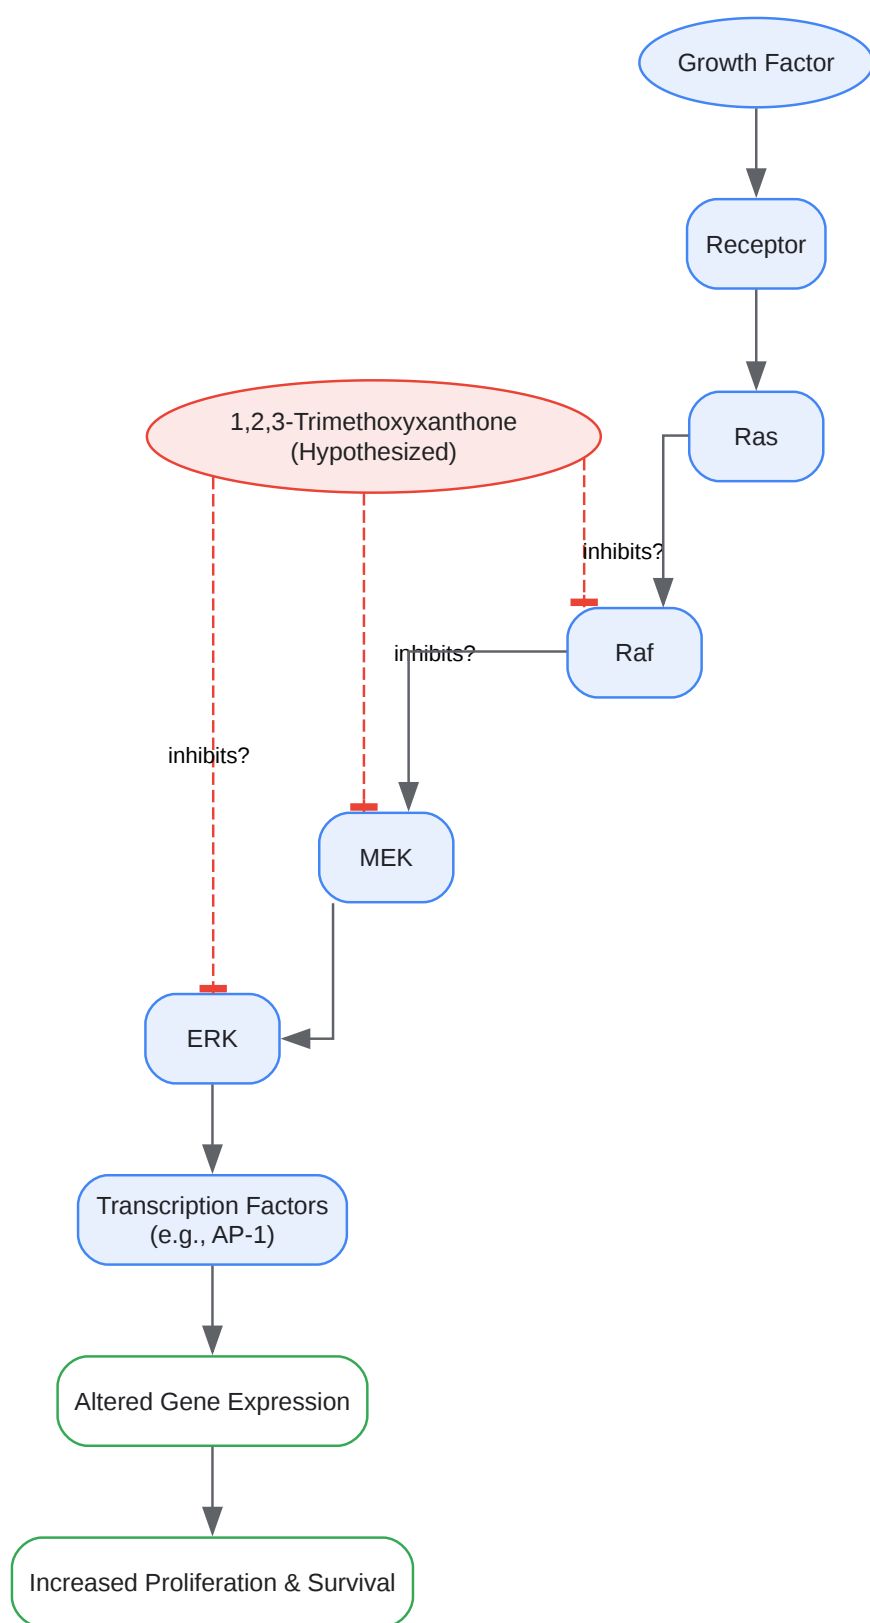 Growth Factor
Receptor
1,2,3-Trimethoxyxanthone
(Hypothesized)
Ras
inhibits?
Raf
inhibits?
inhibits?
MEK
ERK
Transcription Factors
(e.g., AP-1)
Altered Gene Expression
Increased Proliferation & Survival